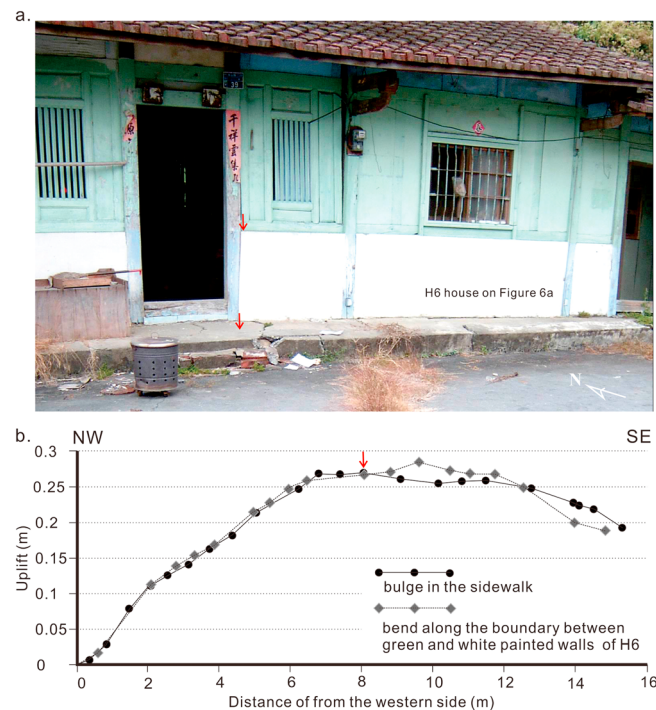 a.
39
千祥雲集
H6 house on Figure 6a
N
b.
NW
SE
0.3
0.25
0.2
0.15
0.1
0.05
0
Uplift (m)
bulge in the sidewalk
bend along the boundary between
green and white painted walls of H6
0 2 4 6 8 10 12 14 16
Distance of from the western side (m)